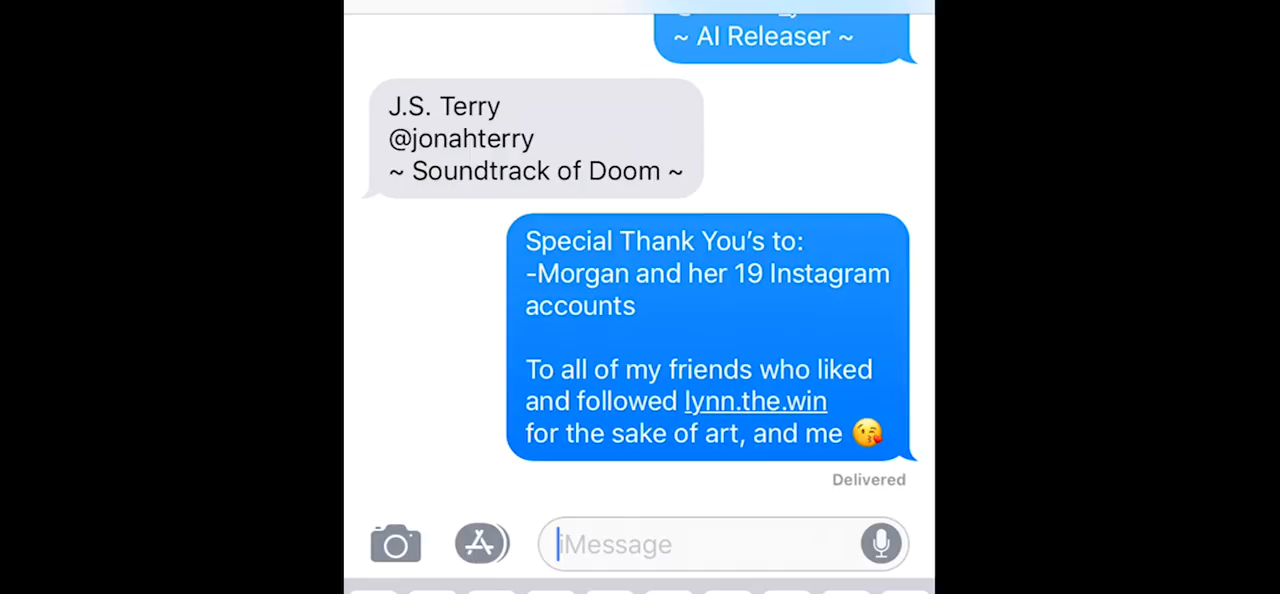 ~ AI Releaser ~
J.S. Terry
@jonahterry
~ Soundtrack of Doom ~
Special Thank You’s to:
-Morgan and her 19 Instagram
accounts
To all of my friends who liked
and followed lynn.the.win
for the sake of art, and me 😘
Delivered
iMessage